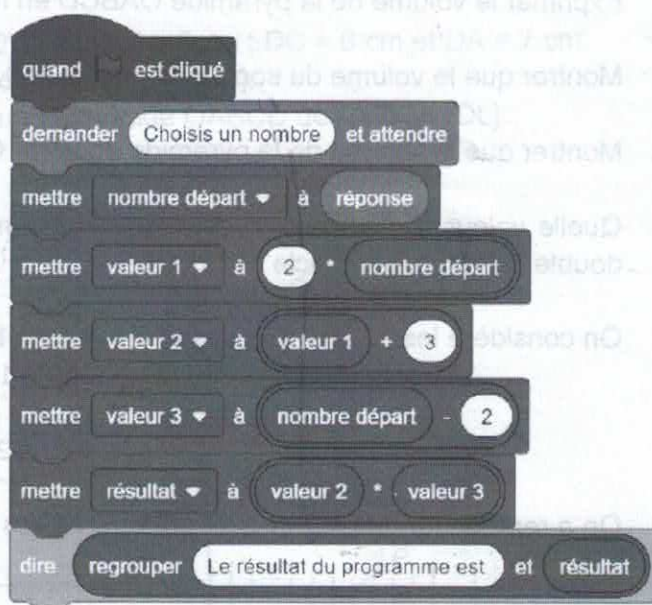 quand est cliqué
demander Choisis un nombre et attendre
mettre nombre départ à réponse
mettre valeur 1 à 2 * nombre départ
mettre valeur 2 à valeur 1 + 3
mettre valeur 3 à nombre départ - 2
mettre résultat à valeur 2 * valeur 3
dire regrouper Le résultat du programme est et résultat